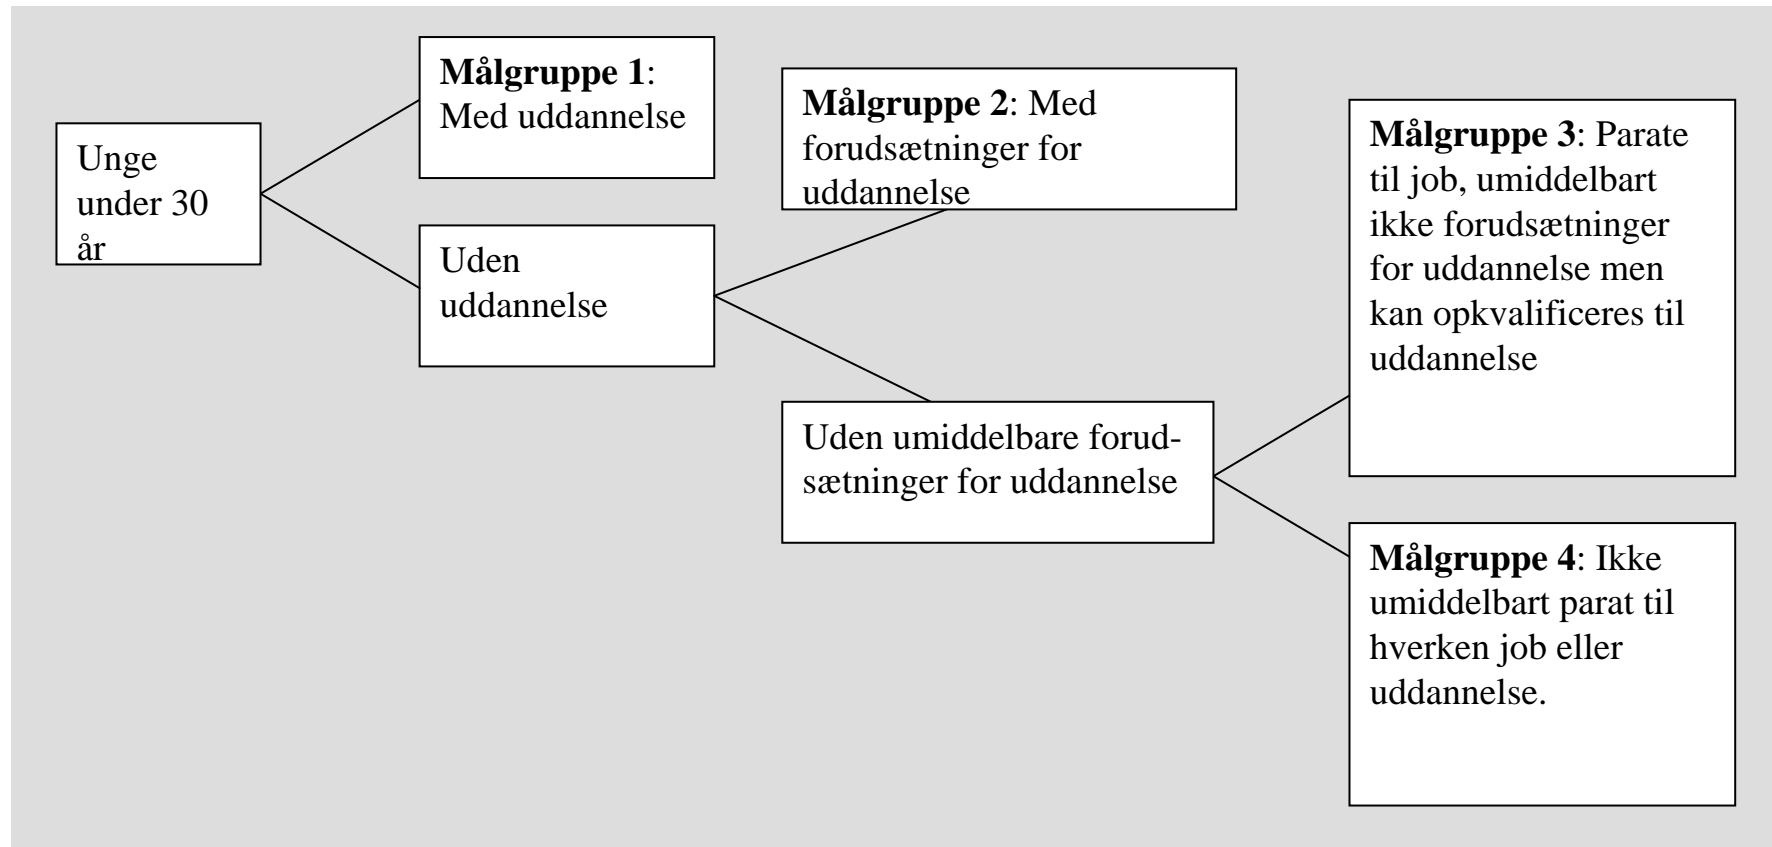 Unge
under 30
år
Målgruppe 1:
Med uddannelse
Uden
uddannelse
Målgruppe 2: Med
forudsætninger for
uddannelse
Uden umiddelbare forud-
sætninger for uddannelse
Målgruppe 3: Parate
til job, umiddelbart
ikke forudsætninger
for uddannelse men
kan opkvalificeres til
uddannelse
Målgruppe 4: Ikke
umiddelbart parat til
hverken job eller
uddannelse.